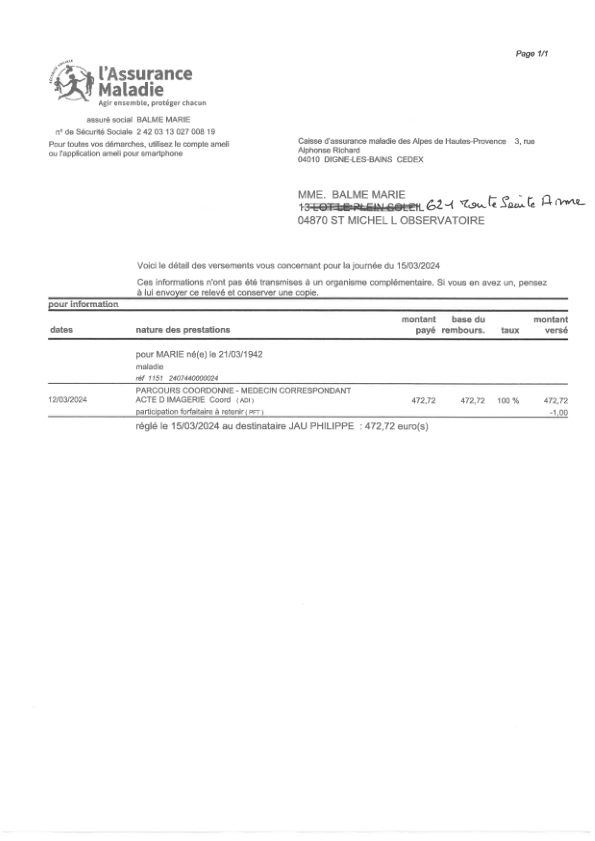 Page 1/1
SÉCURITÉ SOCIALE
l'Assurance
Maladie
Agir ensemble, protéger chacun
assuré social BALME MARIE
n° de Sécurité Sociale 2 42 03 13 027 008 19
Pour toutes vos démarches, utilisez le compte ameli
ou l'application ameli pour smartphone
Caisse d'assurance maladie des Alpes de Hautes-Provence 3, rue
Alphonse Richard
04010 DIGNE-LES-BAINS CEDEX
MME. BALME MARIE
13 LOT LE PLEIN SOLEIL 621 route Sainte Anne
04870 ST MICHEL L OBSERVATOIRE
Voici le détail des versements vous concernant pour la journée du 15/03/2024
Ces informations n'ont pas été transmises à un organisme complémentaire. Si vous en avez un, pensez
à lui envoyer ce relevé et conserver une copie.
pour information
dates nature des prestations montant payé base du rembours. taux montant versé
pour MARIE né(e) le 21/03/1942
maladie
réf 1151 2407440000024
PARCOURS COORDONNE - MEDECIN CORRESPONDANT
12/03/2024 ACTE D IMAGERIE Coord (ADI) 472,72 472,72 100 % 472,72
participation forfaitaire à retenir (PFT) -1,00
réglé le 15/03/2024 au destinataire JAU PHILIPPE : 472,72 euro(s)